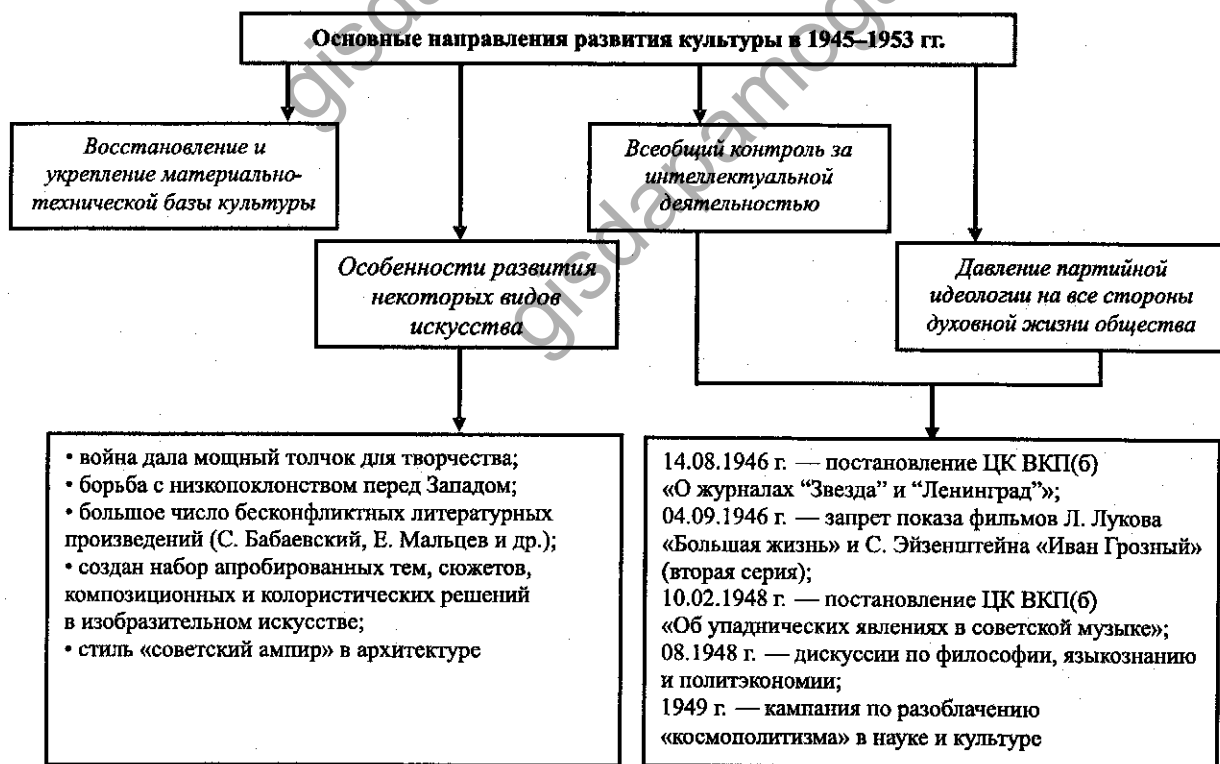 Основные направления развития культуры в 1945–1953 гг.
Восстановление и
укрепление материально-
технической базы культуры
Всеобщий контроль за
интеллектуальной
деятельностью
Особенности развития
некоторых видов
искусства
Давление партийной
идеологии на все стороны
духовной жизни общества
• война дала мощный толчок для творчества;
• борьба с низкопоклонством перед Западом;
• большое число бесконфликтных литературных
произведений (С. Бабаевский, Е. Мальцев и др.);
• создан набор апробированных тем, сюжетов,
композиционных и колористических решений
в изобразительном искусстве;
• стиль «советский ампир» в архитектуре
14.08.1946 г. — постановление ЦК ВКП(б)
«О журналах “Звезда” и “Ленинград”»;
04.09.1946 г. — запрет показа фильмов Л. Лукова
«Большая жизнь» и С. Эйзенштейна «Иван Грозный»
(вторая серия);
10.02.1948 г. — постановление ЦК ВКП(б)
«Об упаднических явлениях в советской музыке»;
08.1948 г. — дискуссии по философии, языкознанию
и политэкономии;
1949 г. — кампания по разоблачению
«космополитизма» в науке и культуре
gisdapamoga
gisdapamoga